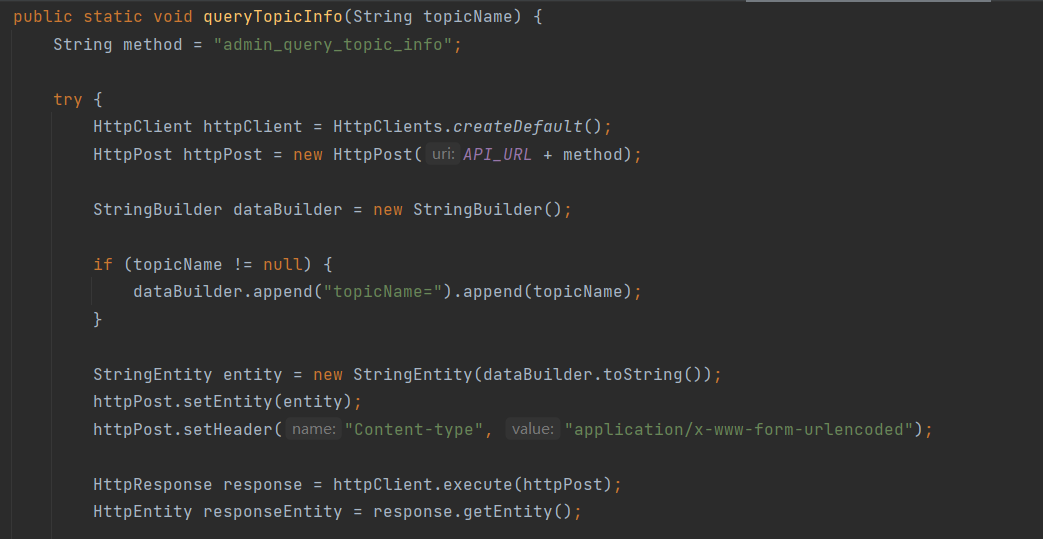 public static void queryTopicInfo(String topicName) {
String method = "admin_query_topic_info";
try {
HttpClient httpClient = HttpClients.createDefault();
HttpPost httpPost = new HttpPost( uri: API_URL + method);
StringBuilder dataBuilder = new StringBuilder();
if (topicName != null) {
dataBuilder.append("topicName=").append(topicName);
}
StringEntity entity = new StringEntity(dataBuilder.toString());
httpPost.setEntity(entity);
httpPost.setHeader( name: "Content-type", value: "application/x-www-form-urlencoded");
HttpResponse response = httpClient.execute(httpPost);
HttpEntity responseEntity = response.getEntity();